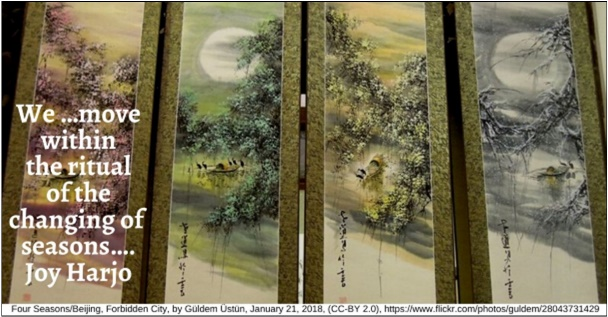 We ...move
within
the ritual
of the
changing of
seasons....
Joy Harjo
Four Seasons/Beijing, Forbidden City, by Güldem Üstün, January 21, 2018, (CC-BY 2.0), https://www.flickr.com/photos/guldem/28043731429